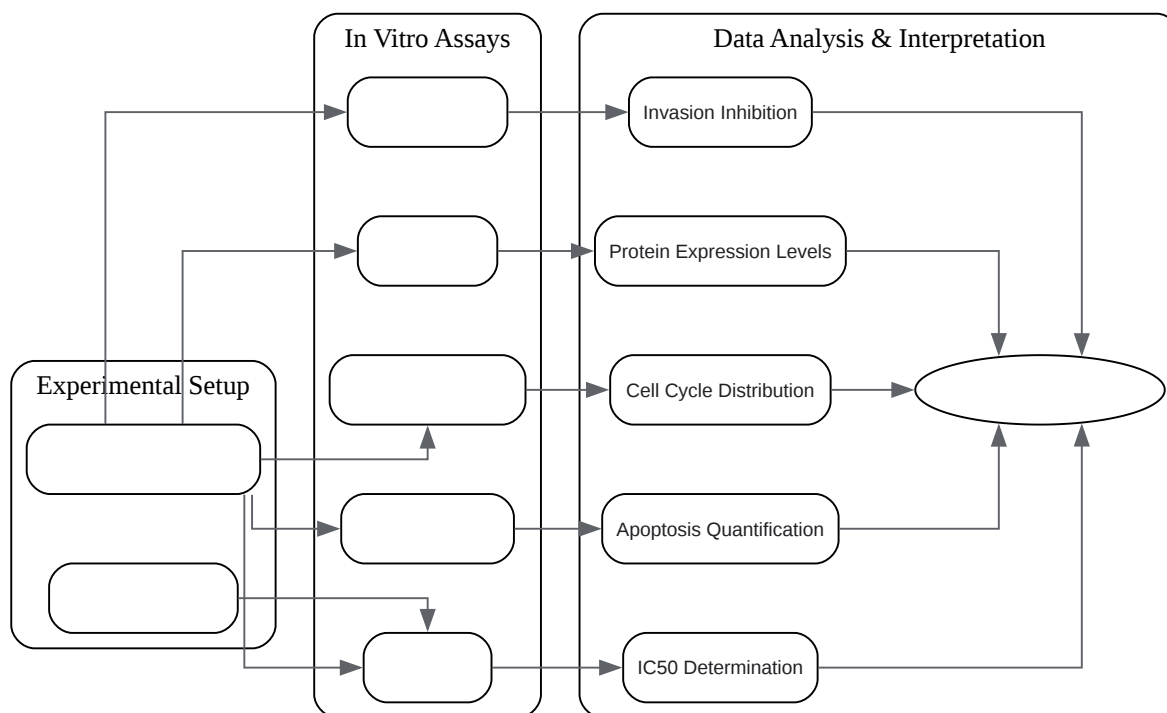 In Vitro Assays
Data Analysis & Interpretation
Invasion Inhibition
Protein Expression Levels
Experimental Setup
Cell Cycle Distribution
Apoptosis Quantification
IC50 Determination